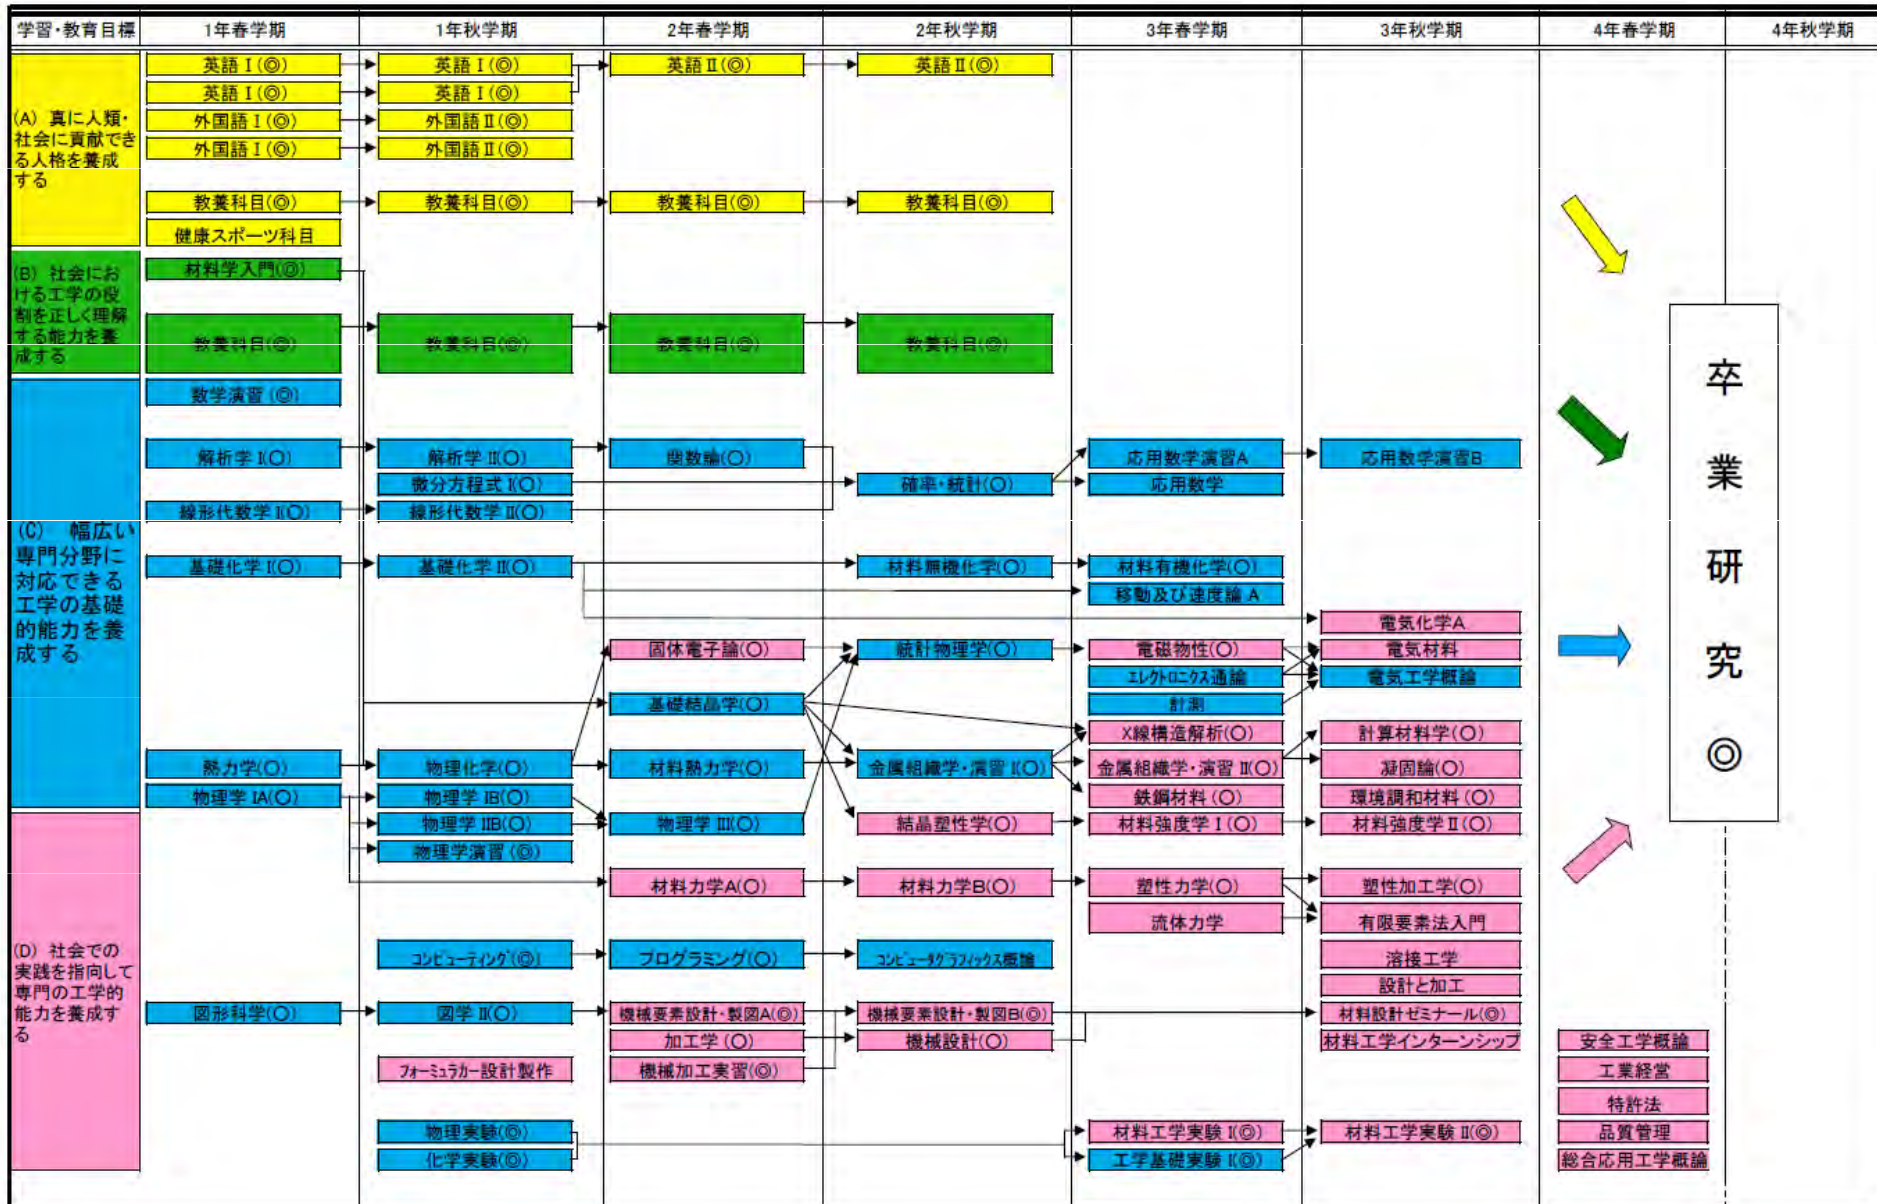 学習・教育目標 1年春学期 1年秋学期 2年春学期 2年秋学期 3年春学期 3年秋学期 4年春学期 4年秋学期
(A) 真に人類・
社会に貢献でき
る人格を養成
する
英語Ⅰ(◎) 英語Ⅰ(◎) 英語Ⅱ(◎) 英語Ⅱ(◎)
英語Ⅰ(◎) 英語Ⅰ(◎)
外国語Ⅰ(◎) 外国語Ⅱ(◎)
外国語Ⅰ(◎) 外国語Ⅱ(◎)
教養科目(◎) 教養科目(◎) 教養科目(◎) 教養科目(◎)
健康スポーツ科目
(B) 社会にお
ける工学の役
割を正しく理解
する能力を養
成する
材料学入門(◎)
教養科目(◎) 教養科目(◎) 教養科目(◎) 教養科目(◎)
(C) 幅広い
専門分野に
対応できる
工学の基礎
的能力を養
成する
数学演習(◎)
解析学 I(〇) 解析学 II(〇) 関数論(〇) 応用数学演習A 応用数学演習B
微分方程式 I(〇) 確率・統計(〇) 応用数学
線形代数学 I(〇) 線形代数学 II(〇)
基礎化学 I(〇) 基礎化学 II(〇) 材料無機化学(〇) 材料有機化学(〇)
移動及び速度論 A
電気化学A
固体電子論(〇) 統計物理学(〇) 電磁物性(〇) 電気材料
エレクトロニクス通論 電気工学概論
基礎結晶学(〇) 計測
X線構造解析(〇) 計算材料学(〇)
熱力学(〇) 物理化学(〇) 材料熱力学(〇) 金属組織学・演習 I(〇) 金属組織学・演習 II(〇) 凝固論(〇)
物理学 IA(〇) 物理学 IB(〇) 鉄鋼材料(〇) 環境調和材料(〇)
(D) 社会での
実践を指向して
専門の工学的
能力を養成す
る
物理学 IIB(〇) 物理学 III(〇) 結晶塑性学(〇) 材料強度学Ⅰ(〇) 材料強度学Ⅱ(〇)
物理学演習(◎)
材料力学A(〇) 材料力学B(〇) 塑性力学(〇) 塑性加工学(〇)
流体力学 有限要素法入門
コンピューティング(◎) プログラミング(〇) コンピュータグラフィックス概論 溶接工学
設計と加工
図形科学(〇) 図学 II(〇) 機械要素設計・製図A(◎) 機械要素設計・製図B(◎) 材料設計ゼミナール(◎)
加工学(〇) 機械設計(〇) 材料工学インターンシップ 安全工学概論
フォーミュラカー設計製作 機械加工実習(◎) 工業経営
特許法
物理実験(◎) 材料工学実験 I(◎) 材料工学実験 II(◎) 品質管理
化学実験(◎) 工学基礎実験 I(◎) 総合応用工学概論
卒業研究◎